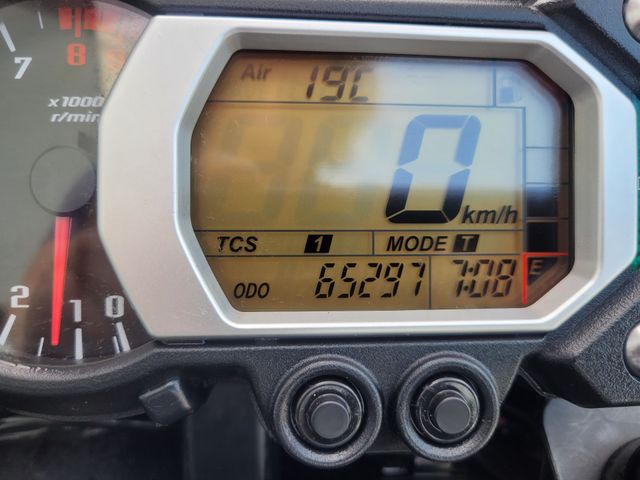 7
8
x1000
r/min
2
1
0
Air 19C
0 km/h
TCS 1 MODE T
ODO 65297 7:08 E